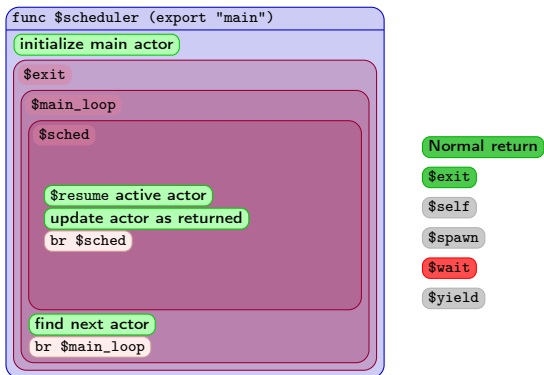 func $scheduler (export "main")
initialize main actor
$exit
$main_loop
$sched
$resume active actor
update actor as returned
br $sched
find next actor
br $main_loop
Normal return
$exit
$self
$spawn
$wait
$yield